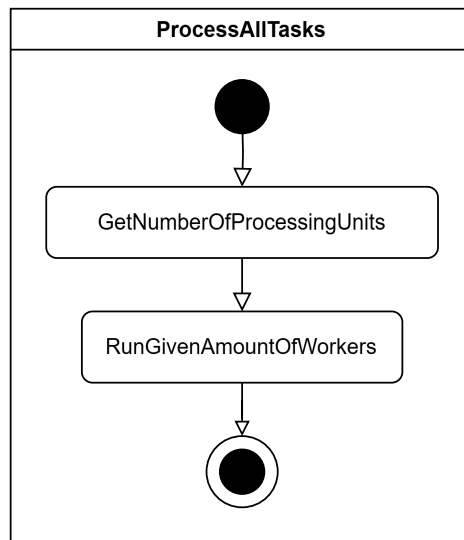 ProcessAllTasks
GetNumberOfProcessingUnits
RunGivenAmountOfWorkers